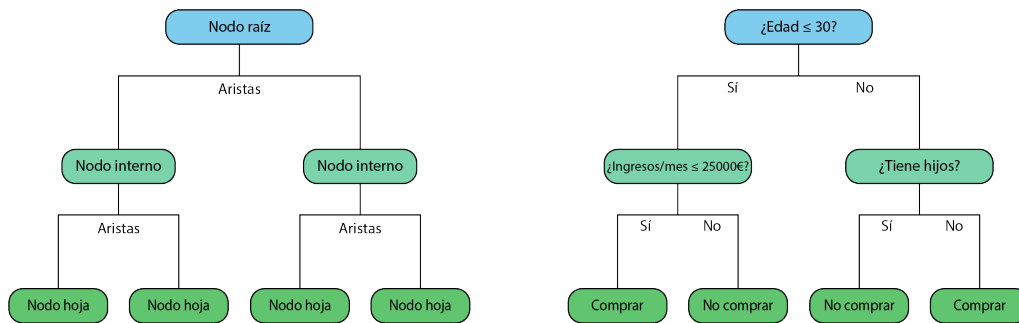 Nodo raíz
Aristas
Nodo interno
Nodo interno
Aristas
Aristas
Nodo hoja
Nodo hoja
Nodo hoja
Nodo hoja
¿Edad ≤ 30?
Sí
No
¿Ingresos/mes ≤ 25000€?
¿Tiene hijos?
Sí
No
Sí
No
Comprar
No comprar
No comprar
Comprar